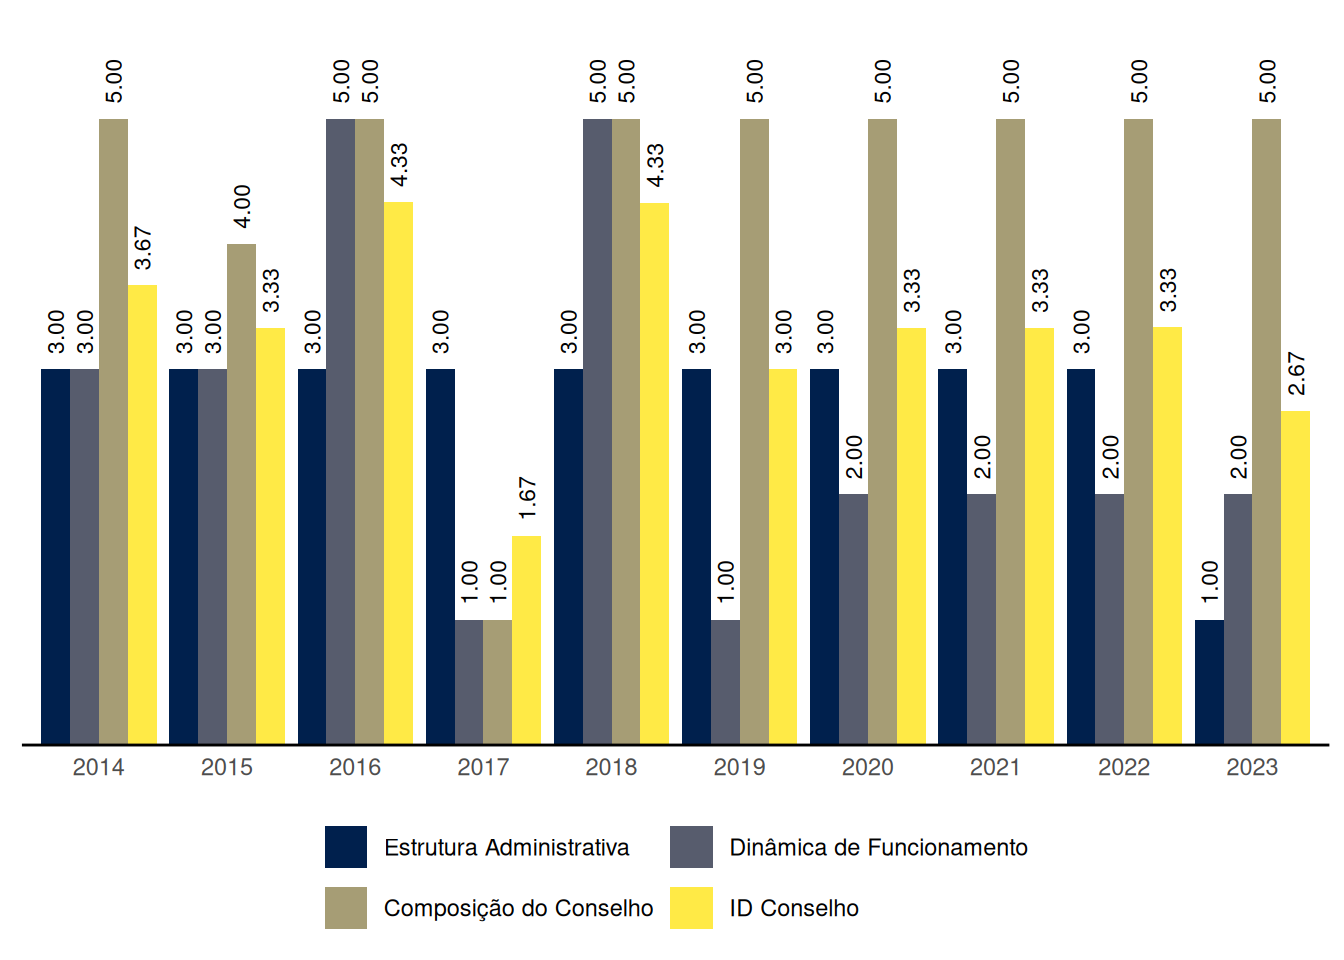 5.00 5.00 5.00 5.00 5.00 5.00 5.00 5.00 5.00 5.00
4.33 4.33
4.00
3.67
3.33 3.33 3.33 3.33
3.00 3.00 3.00 3.00 3.00 3.00 3.00 3.00 3.00 3.00 3.00 3.00
2.67
2.00 2.00 2.00 2.00
1.67
1.00 1.00 1.00 1.00
2014 2015 2016 2017 2018 2019 2020 2021 2022 2023
Estrutura Administrativa Dinâmica de Funcionamento
Composição do Conselho ID Conselho